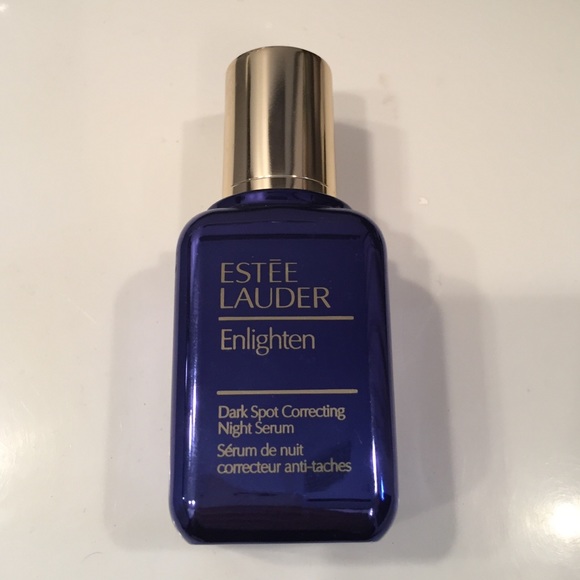 ESTĒE
LAUDER
Enlighten
Dark Spot Correcting
Night Serum
Sérum de nuit
correcteur anti-taches